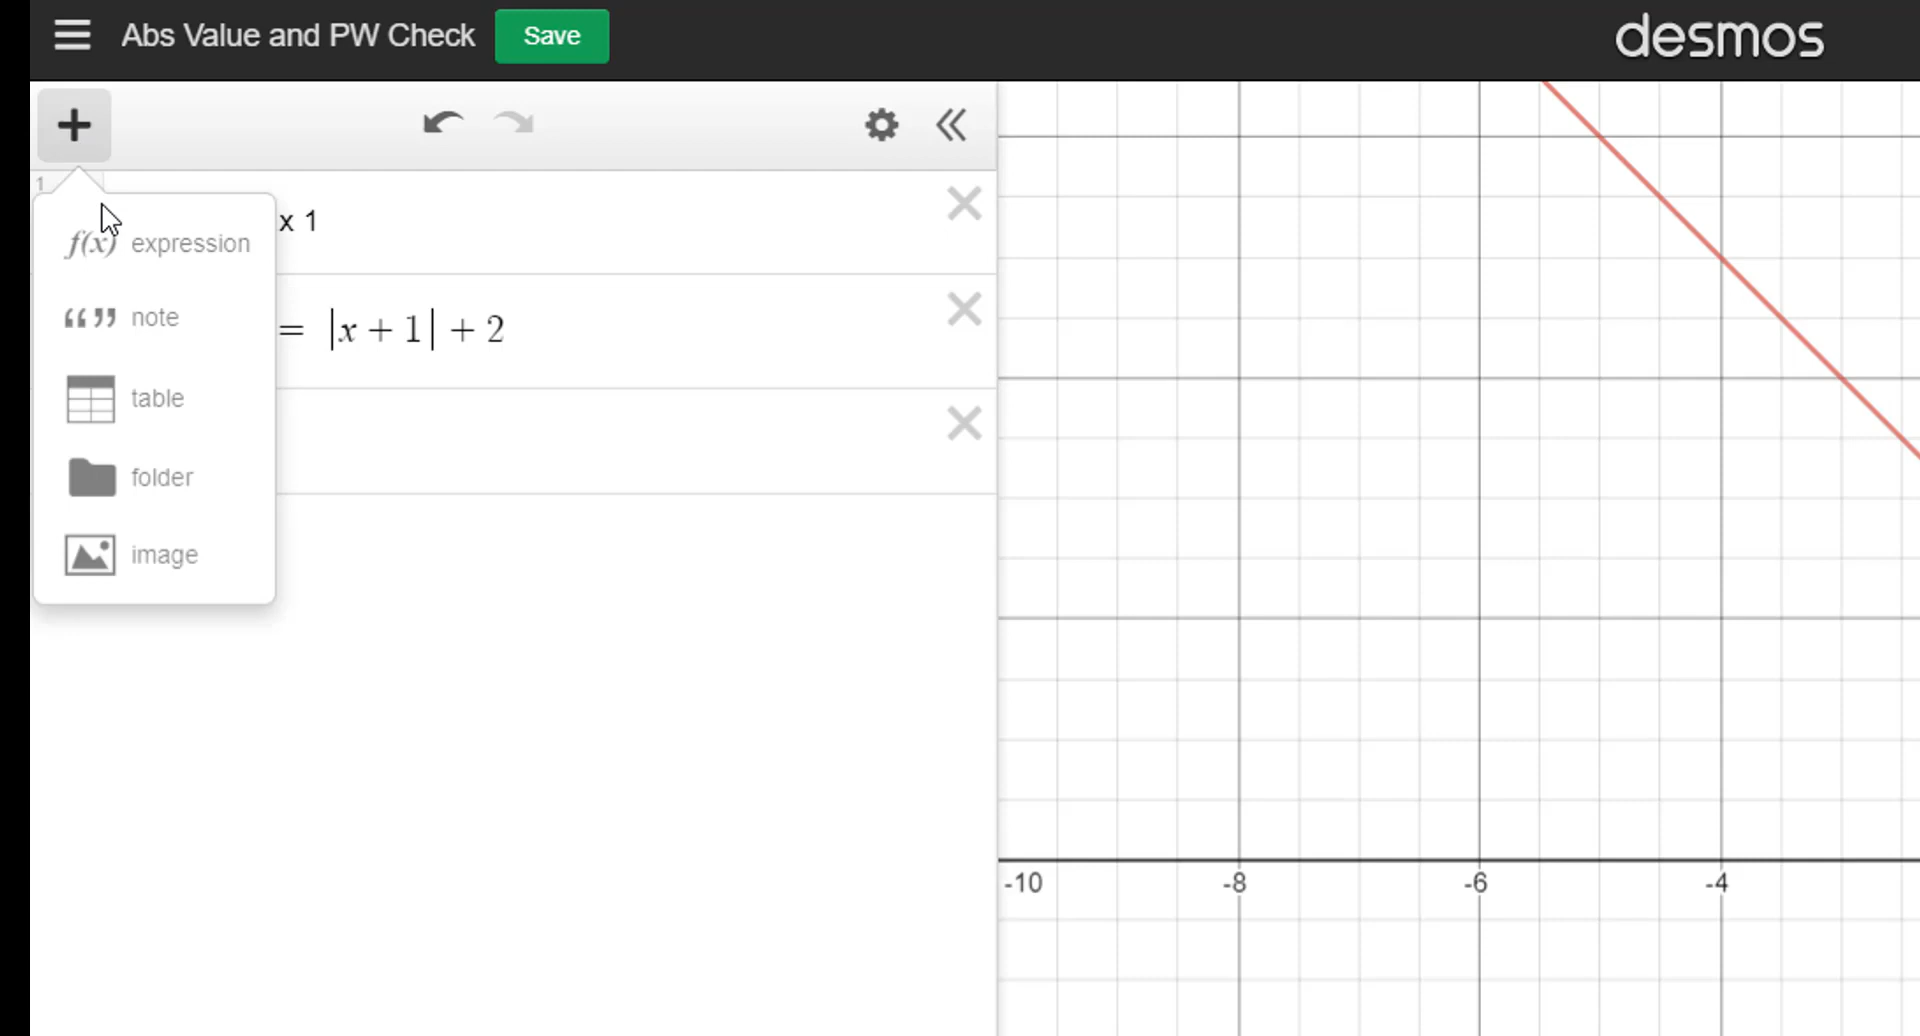 Abs Value and PW Check
Save
desmos
1
x 1
f(x) expression
= |x + 1| + 2
“ ” note
table
folder
image
-10 -8 -6 -4